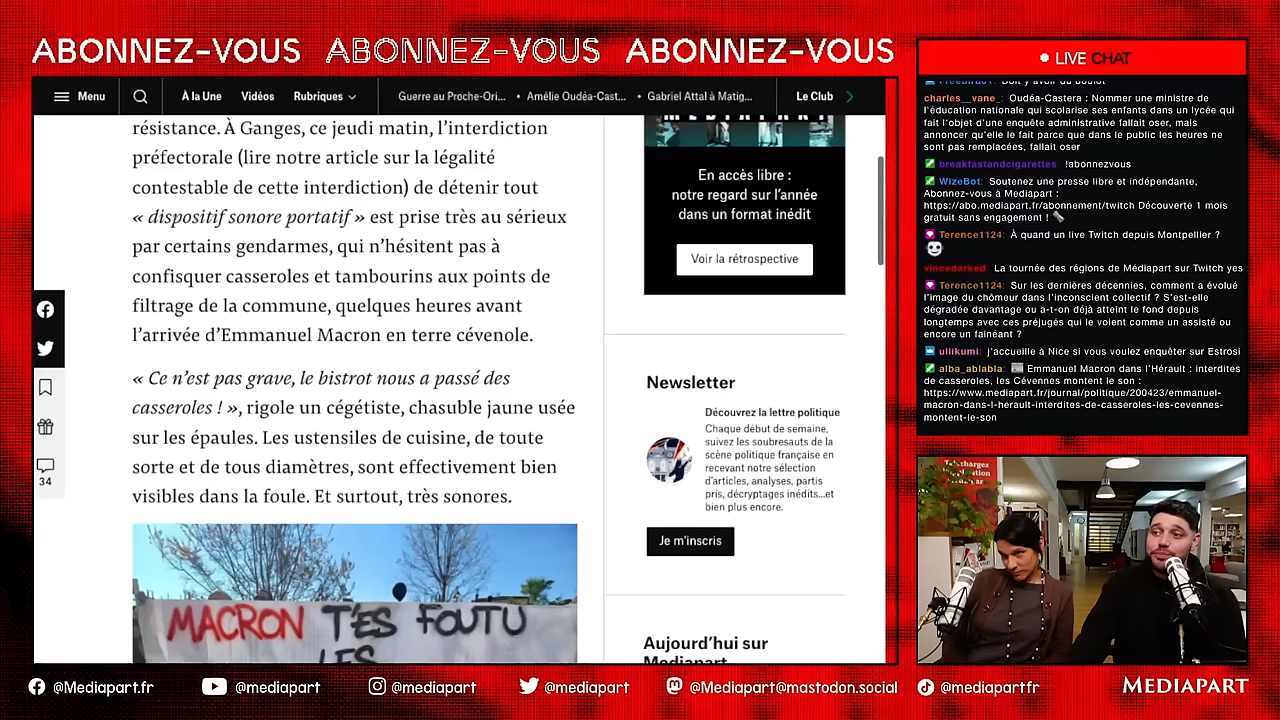 ABONNEZ-VOUS ABONNEZ-VOUS ABONNEZ-VOUS
Menu
À la Une
Vidéos
Rubriques
Guerre au Proche-Ori...
• Amélie Oudéa-Cast...
• Gabriel Attal à Matig...
Le Club
résistance. À Ganges, ce jeudi matin, l’interdiction
préfectorale (lire notre article sur la légalité
contestable de cette interdiction) de détenir tout
« dispositif sonore portatif » est prise très au sérieux
par certains gendarmes, qui n’hésitent pas à
confisquer casseroles et tambourins aux points de
filtrage de la commune, quelques heures avant
l’arrivée d’Emmanuel Macron en terre cévenole.
« Ce n’est pas grave, le bistrot nous a passé des
casseroles ! », rigole un cégétiste, chasuble jaune usée
sur les épaules. Les ustensiles de cuisine, de toute
sorte et de tous diamètres, sont effectivement bien
visibles dans la foule. Et surtout, très sonores.
34
MACRON T'ES FOUTU
LES
MEDIAPART
En accès libre :
notre regard sur l’année
dans un format inédit
Voir la rétrospective
Newsletter
Découvrez la lettre politique
Chaque début de semaine,
suivez les soubresauts de la
scène politique française en
recevant notre sélection
d’articles, analyses, partis
pris, décryptages inédits...et
bien plus encore.
Je m’inscris
Aujourd’hui sur
Mediapart
LIVE CHAT
charles__vane_: Oudéa-Castera : Nommer une ministre de
l'éducation nationale qui scolarise ses enfants dans un lycée qui
fait l'objet d'une enquête administrative fallait oser, mais
annoncer qu'elle le fait parce que dans le public les heures ne
sont pas remplacées, fallait oser
breakfastandcigarettes: !abonnezvous
WizeBot: Soutenez une presse libre et indépendante,
Abonnez-vous à Mediapart :
https://abo.mediapart.fr/abonnement/twitch Découverte 1 mois
gratuit sans engagement !
Terence1124: À quand un live Twitch depuis Montpellier ?
vincedarked: La tournée des régions de Médiapart sur Twitch yes
Terence1124: Sur les dernières décennies, comment a évolué
l'image du chômeur dans l'inconscient collectif ? S'est-elle
dégradée davantage ou a-t-on déjà atteint le fond depuis
longtemps avec ces préjugés qui le voient comme un assisté ou
encore un fainéant ?
ullikumi: j'accueille à Nice si vous voulez enquêter sur Estrosi
alba_ablabla: Emmanuel Macron dans l'Hérault : interdites
de casseroles, les Cévennes montent le son :
https://www.mediapart.fr/journal/politique/200423/emmanuel-
macron-dans-l-herault-interdites-de-casseroles-les-cevennes-
montent-le-son
@Mediapart.fr
@mediapart
@mediapart
@mediapart
@Mediapart@mastodon.social
@mediapartfr
MEDIAPART